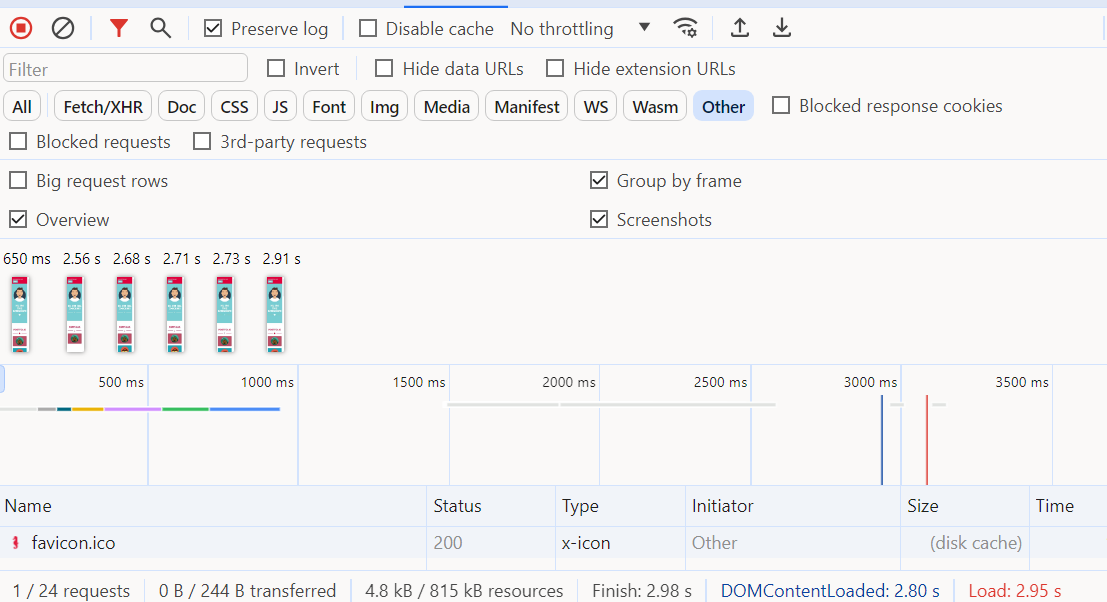 Preserve log Disable cache No throttling
Filter Invert Hide data URLs Hide extension URLs
All Fetch/XHR Doc CSS JS Font Img Media Manifest WS Wasm Other Blocked response cookies
Blocked requests 3rd-party requests
Big request rows Group by frame
Overview Screenshots
650 ms 2.56 s 2.68 s 2.71 s 2.73 s 2.91 s
500 ms 1000 ms 1500 ms 2000 ms 2500 ms 3000 ms 3500 ms
Name Status Type Initiator Size Time
favicon.ico 200 x-icon Other (disk cache)
1 / 24 requests 0 B / 244 B transferred 4.8 kB / 815 kB resources Finish: 2.98 s DOMContentLoaded: 2.80 s Load: 2.95 s